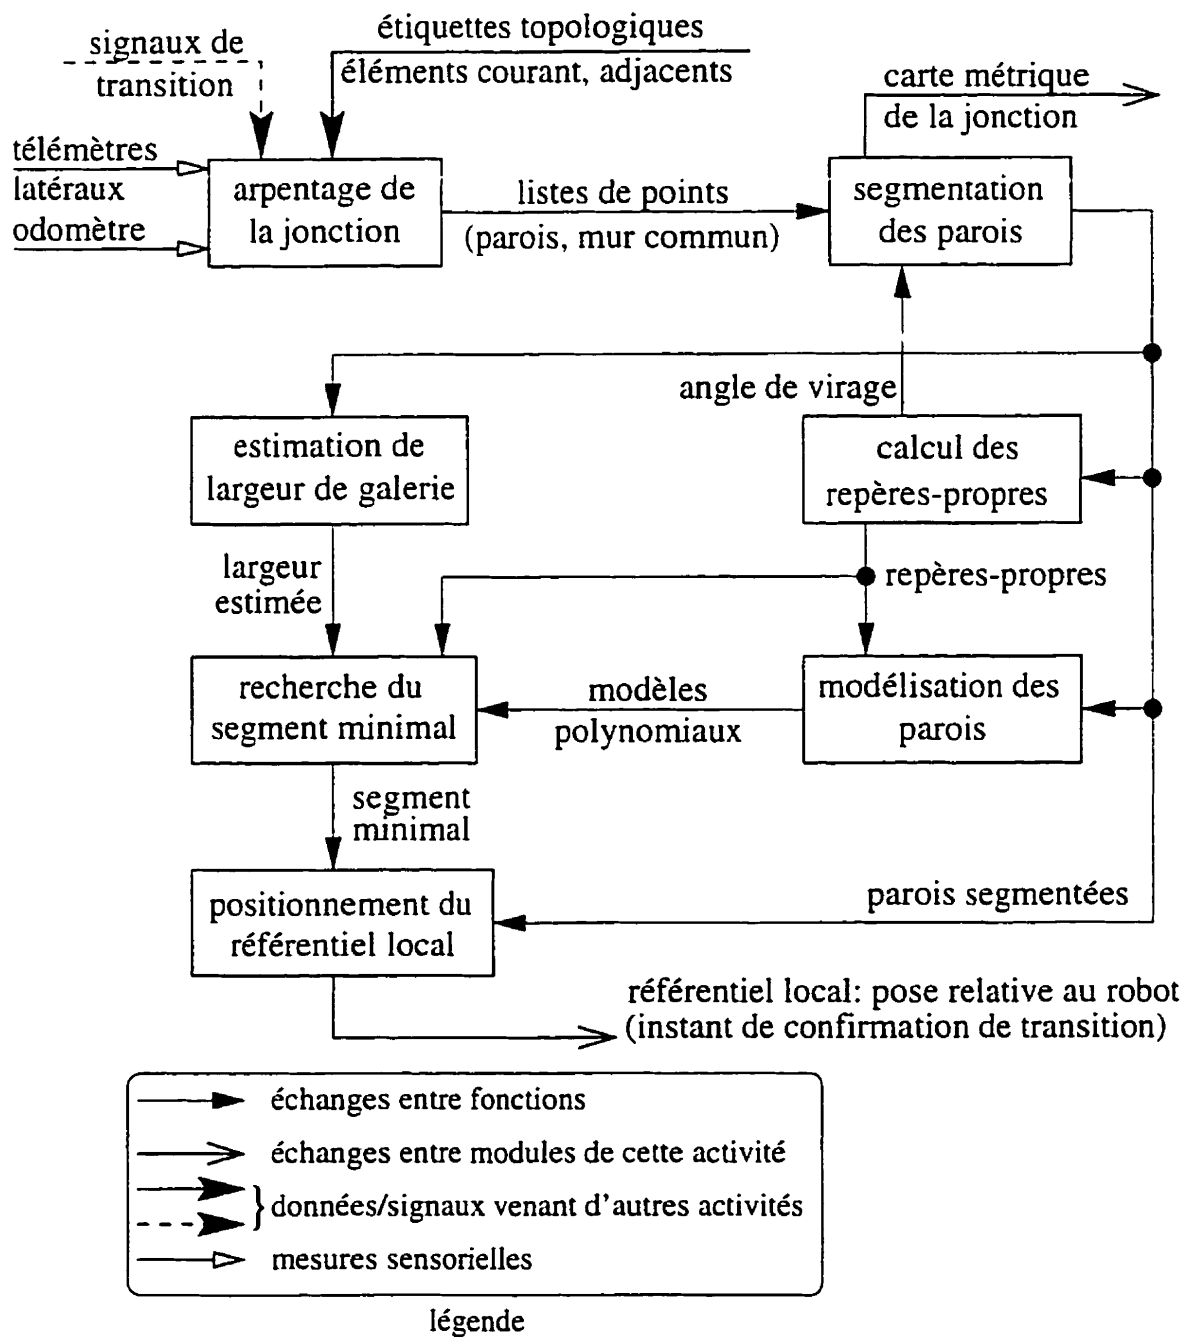 signaux de
transition
étiquettes topologiques
éléments courant, adjacents
carte métrique
de la jonction
télémètres
latéraux
odomètre
arpentage de
la jonction
listes de points
(parois, mur commun)
segmentation
des parois
angle de virage
estimation de
largeur de galerie
calcul des
repères-propres
largeur
estimée
repères-propres
recherche du
segment minimal
modèles
polynomiaux
modélisation des
parois
segment
minimal
positionnement du
référentiel local
parois segmentées
référentiel local: pose relative au robot
(instant de confirmation de transition)
échanges entre fonctions
échanges entre modules de cette activité
données/signaux venant d'autres activités
mesures sensorielles
légende